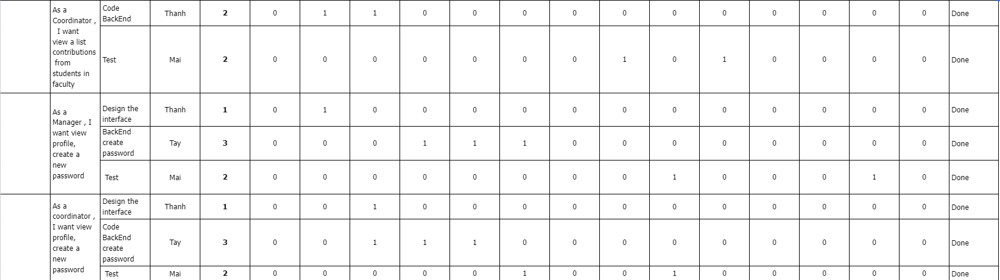 As a
Coordinator ,
I want
view a list
contributions
from
students in
faculty
Code
BackEnd
Thanh 2 0 1 1 0 0 0 0 0 0 0 0 0 0 0 Done
Test Mai 2 0 0 0 0 0 0 0 1 0 1 0 0 0 0 Done
As a
Manager , I
want view
profile,
create a
new
password
Design the
interface
Thanh 1 0 1 0 0 0 0 0 0 0 0 0 0 0 0 Done
BackEnd
create
password
Tay 3 0 0 0 1 1 1 0 0 0 0 0 0 0 0 Done
Test Mai 2 0 0 0 0 0 0 0 0 1 0 0 0 1 0 Done
As a
coordinator ,
I want view
profile,
create a
new
password
Design the
interface
Thanh 1 0 0 1 0 0 0 0 0 0 0 0 0 0 0 Done
Code
BackEnd
create
password
Tay 3 0 0 1 1 1 0 0 0 0 0 0 0 0 0 Done
Test Mai 2 0 0 0 0 0 1 0 0 1 0 0 0 0 0 Done